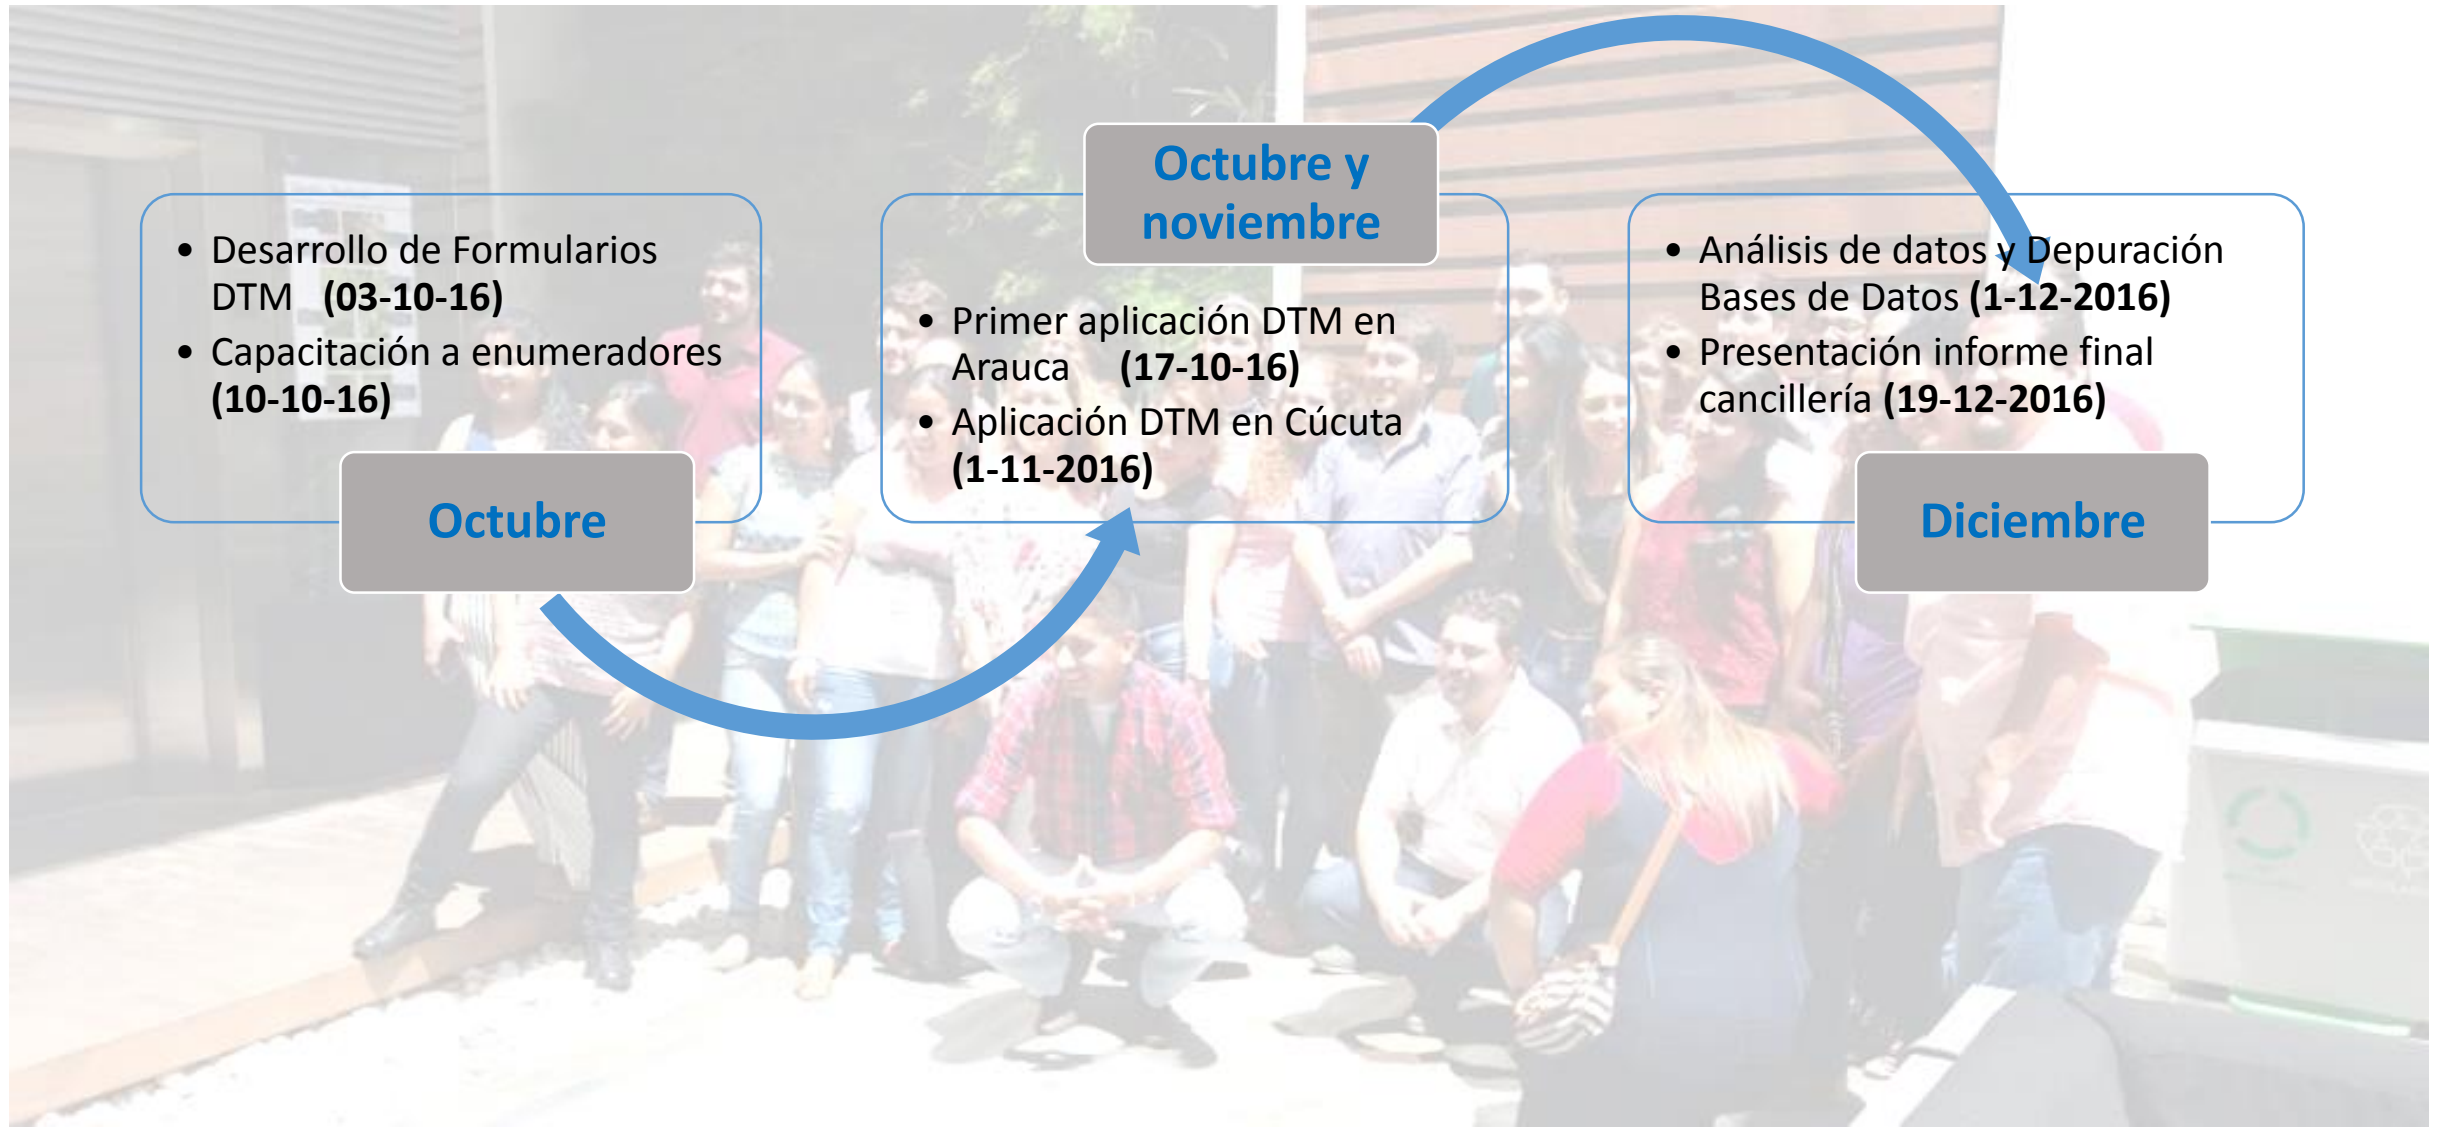 • Desarrollo de Formularios
DTM (03-10-16)
• Capacitación a enumeradores
(10-10-16)
Octubre
Octubre y
noviembre
• Primer aplicación DTM en
Arauca (17-10-16)
• Aplicación DTM en Cúcuta
(1-11-2016)
• Análisis de datos y Depuración
Bases de Datos (1-12-2016)
• Presentación informe final
cancillería (19-12-2016)
Diciembre